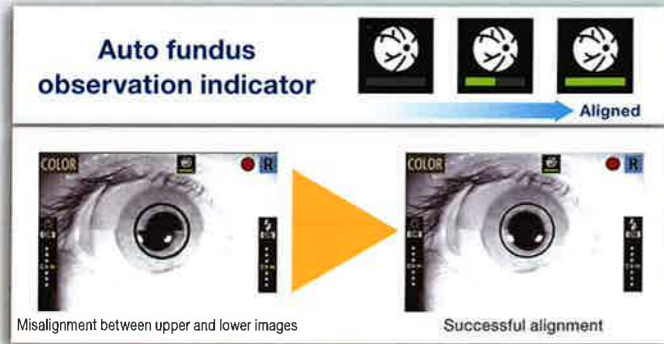 Auto fundus
observation indicator
Aligned
COLOR
R
COLOR
R
Misalignment between upper and lower images
Successful alignment